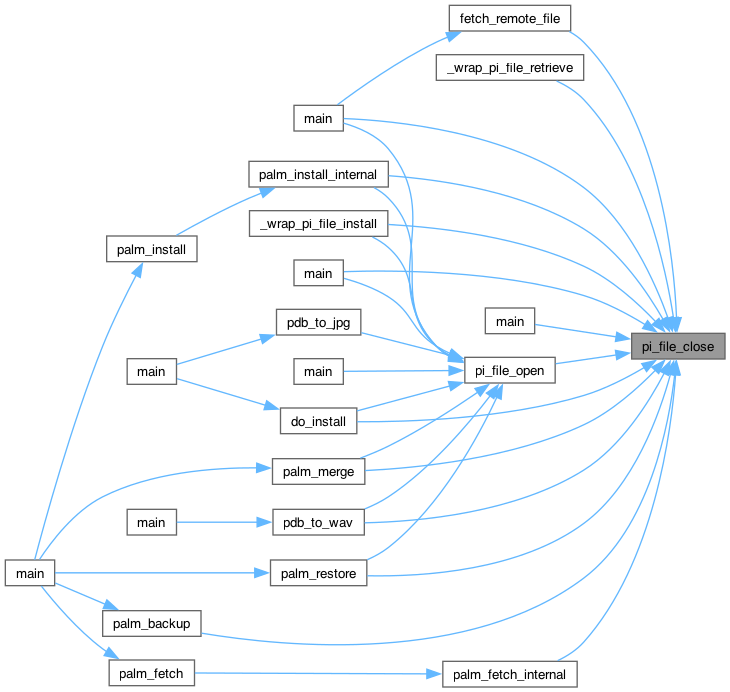 fetch_remote_file
_wrap_pi_file_retrieve
main
palm_install_internal
_wrap_pi_file_install
palm_install
main
pdb_to_jpg
main
pi_file_close
main
main
pi_file_open
do_install
palm_merge
main
pdb_to_wav
main
palm_restore
palm_backup
palm_fetch
palm_fetch_internal